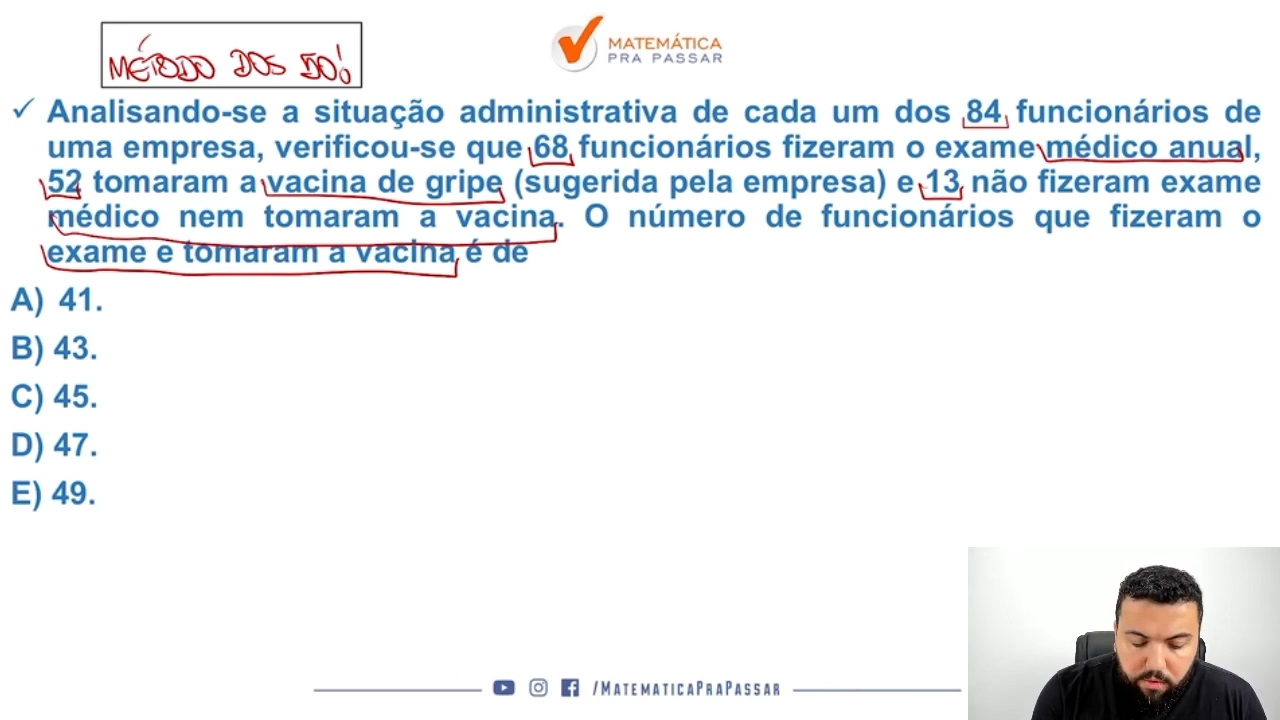 MÉTODO DOS 50!
MATEMÁTICA
PRA PASSAR
✓ Analisando-se a situação administrativa de cada um dos 84 funcionários de
uma empresa, verificou-se que 68 funcionários fizeram o exame médico anual,
52 tomaram a vacina de gripe (sugerida pela empresa) e 13 não fizeram exame
médico nem tomaram a vacina. O número de funcionários que fizeram o
exame e tomaram a vacina é de
A) 41.
B) 43.
C) 45.
D) 47.
E) 49.
/MATEMATICAPRAPASSAR